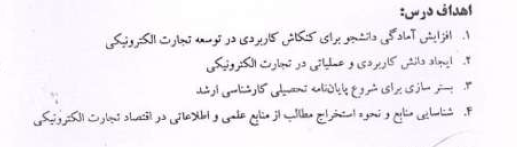 اهداف درس:
۱. افزایش آمادگی دانشجو برای کنکاش کاربردی در توسعه تجارت الکترونیکی
۲. ایجاد دانش کاربردی و عملیاتی در تجارت الکترونیکی
۳. بستر سازی برای شروع پایان‌نامه تحصیلی کارشناسی ارشد
۴. شناسایی منابع و نحوه استخراج مطالب از منابع علمی و اطلاعاتی در اقتصاد تجارت الکترونیکی